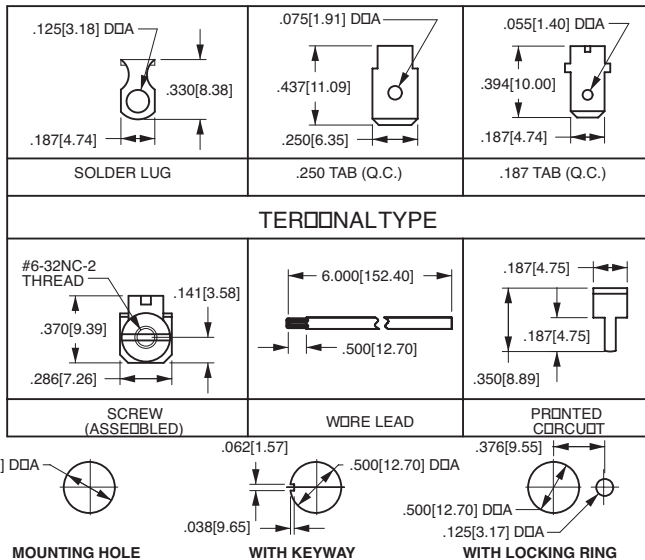 .125[3.18] D▯▯A
.330[8.38]
.187[4.74]
SOLDER LUG
.075[1.91] D▯▯A
.437[11.09]
.250[6.35]
.250 TAB (Q.C.)
.055[1.40] D▯▯A
.394[10.00]
.187[4.74]
.187 TAB (Q.C.)
TER▯▯▯NAL TYPE
#6-32NC-2
THREAD
.141[3.58]
.370[9.39]
.286[7.26]
SCREW
(ASSE▯BLED)
6.000[152.40]
.500[12.70]
W▯RE LEAD
.187[4.75]
.187[4.75]
.350[8.89]
PR▯NTED
C▯RCU▯T
] D▯▯A
MOUNTING HOLE
.062[1.57]
.500[12.70] D▯▯A
.038[9.65]
WITH KEYWAY
.376[9.55]
.500[12.70] D▯▯A
.125[3.17] D▯▯A
WITH LOCKING RING